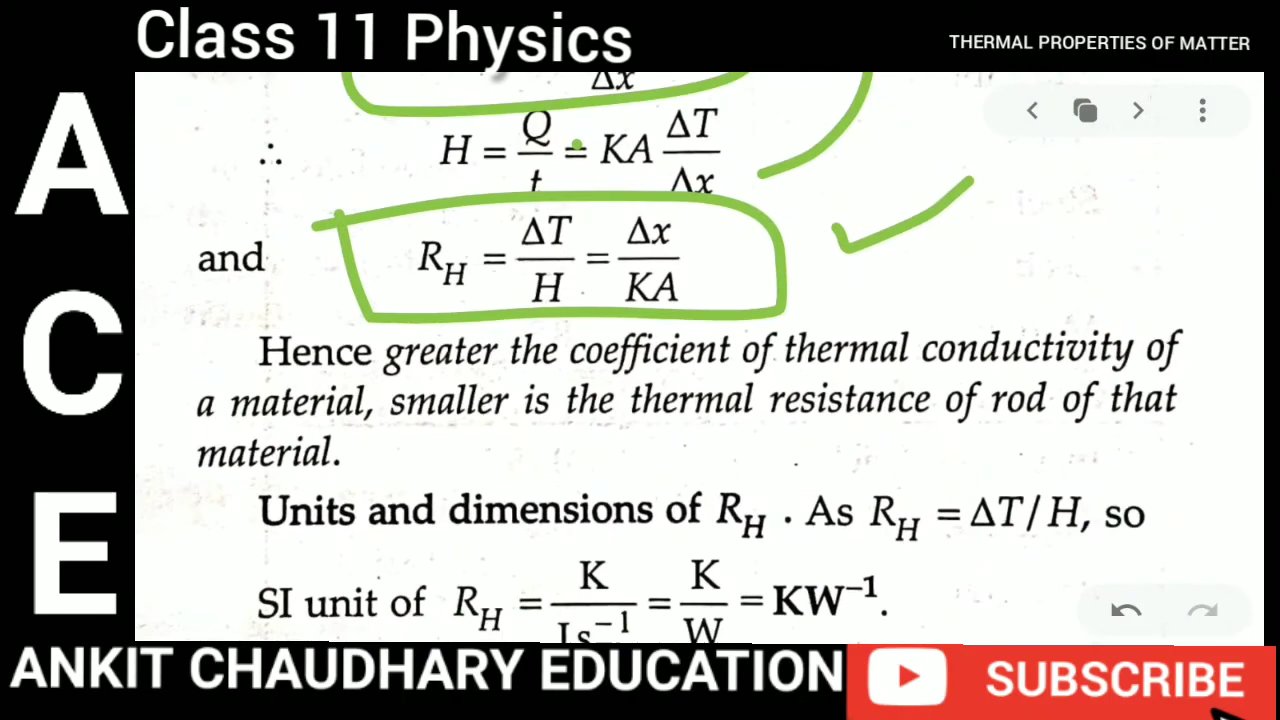 Class 11 Physics
THERMAL PROPERTIES OF MATTER
A
C
E
Δx
∴ H = Q/t = KA ΔT/Δx
and R_H = ΔT/H = Δx/KA
Hence greater the coefficient of thermal conductivity of
a material, smaller is the thermal resistance of rod of that
material.
Units and dimensions of R_H . As R_H = ΔT/H, so
SI unit of R_H = K/Js⁻¹ = K/W = KW⁻¹.
ANKIT CHAUDHARY EDUCATION
SUBSCRIBE